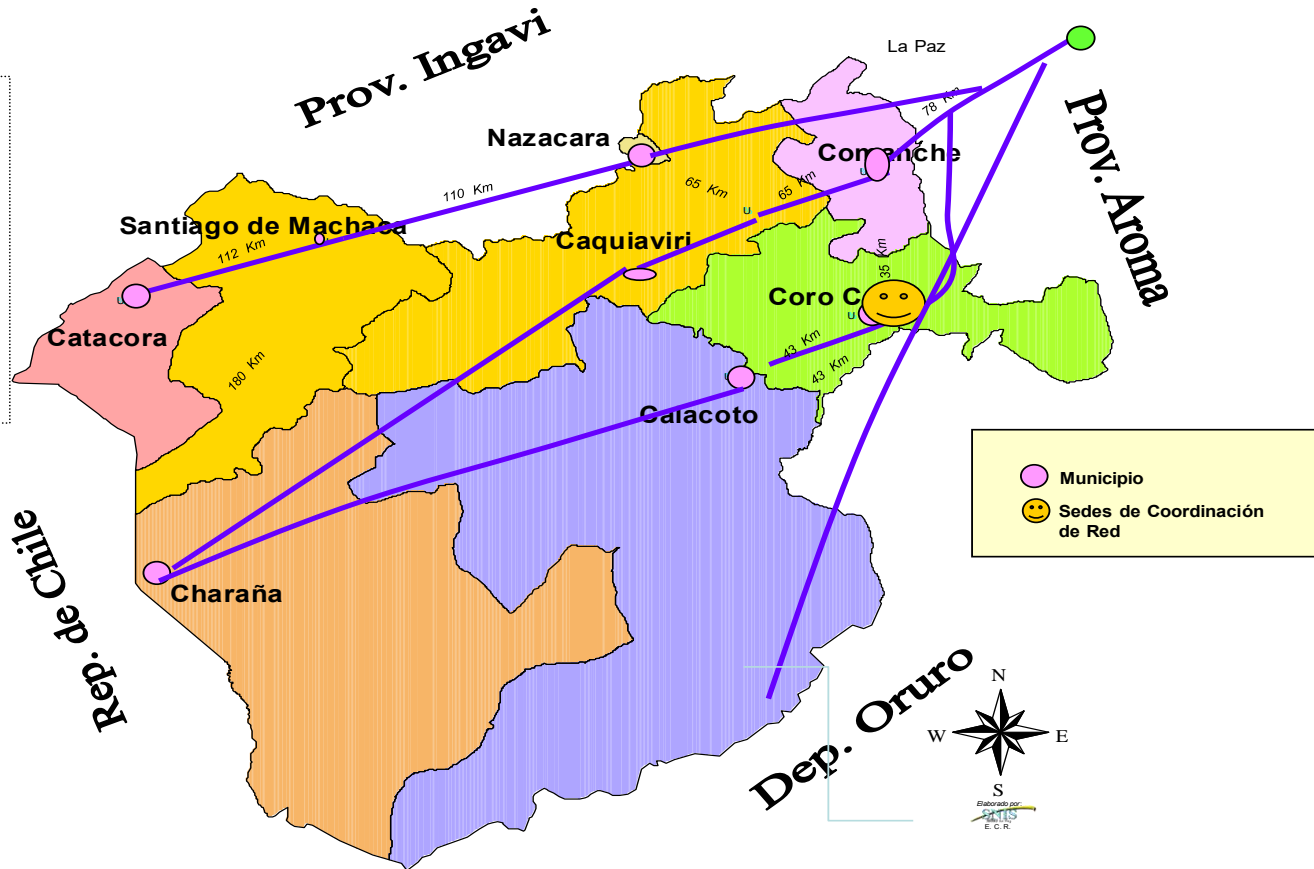 Prov. Ingavi
La Paz
Prov. Aroma
78 Km
Nazacara
Comanche
U
65 Km
65 Km
110 Km
U
Santiago de Machaca
112 Km
Caquiaviri
35 Km
U
Coro C
U
Catacora
43 Km
43 Km
180 Km
U
Calacoto
Municipio
Sedes de Coordinación
de Red
Rep. de Chile
Charaña
Dep. Oruro
N
W
E
S
Elaborado por:
SNIS
E. C. R.